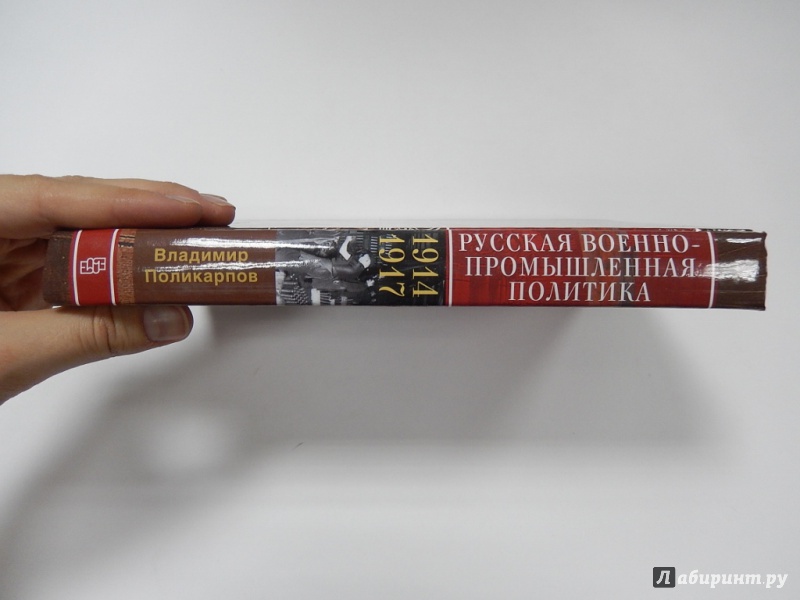 Владимир
Поликарпов
1914
1917
РУССКАЯ ВОЕННО-
ПРОМЫШЛЕННАЯ
ПОЛИТИКА
Лабиринт.ру